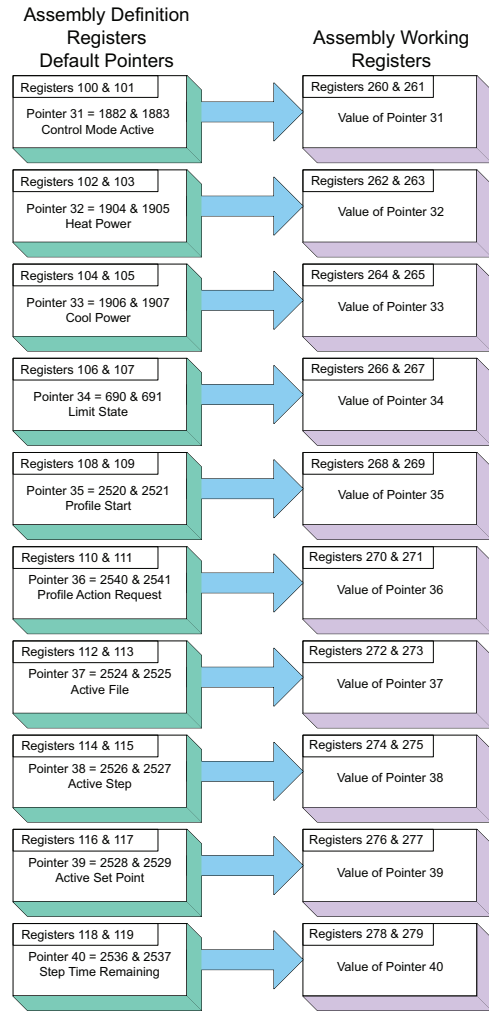 Assembly Definition
Registers
Default Pointers
Assembly Working
Registers
Registers 100 & 101
Pointer 31 = 1882 & 1883
Control Mode Active
Registers 260 & 261
Value of Pointer 31
Registers 102 & 103
Pointer 32 = 1904 & 1905
Heat Power
Registers 262 & 263
Value of Pointer 32
Registers 104 & 105
Pointer 33 = 1906 & 1907
Cool Power
Registers 264 & 265
Value of Pointer 33
Registers 106 & 107
Pointer 34 = 690 & 691
Limit State
Registers 266 & 267
Value of Pointer 34
Registers 108 & 109
Pointer 35 = 2520 & 2521
Profile Start
Registers 268 & 269
Value of Pointer 35
Registers 110 & 111
Pointer 36 = 2540 & 2541
Profile Action Request
Registers 270 & 271
Value of Pointer 36
Registers 112 & 113
Pointer 37 = 2524 & 2525
Active File
Registers 272 & 273
Value of Pointer 37
Registers 114 & 115
Pointer 38 = 2526 & 2527
Active Step
Registers 274 & 275
Value of Pointer 38
Registers 116 & 117
Pointer 39 = 2528 & 2529
Active Set Point
Registers 276 & 277
Value of Pointer 39
Registers 118 & 119
Pointer 40 = 2536 & 2537
Step Time Remaining
Registers 278 & 279
Value of Pointer 40